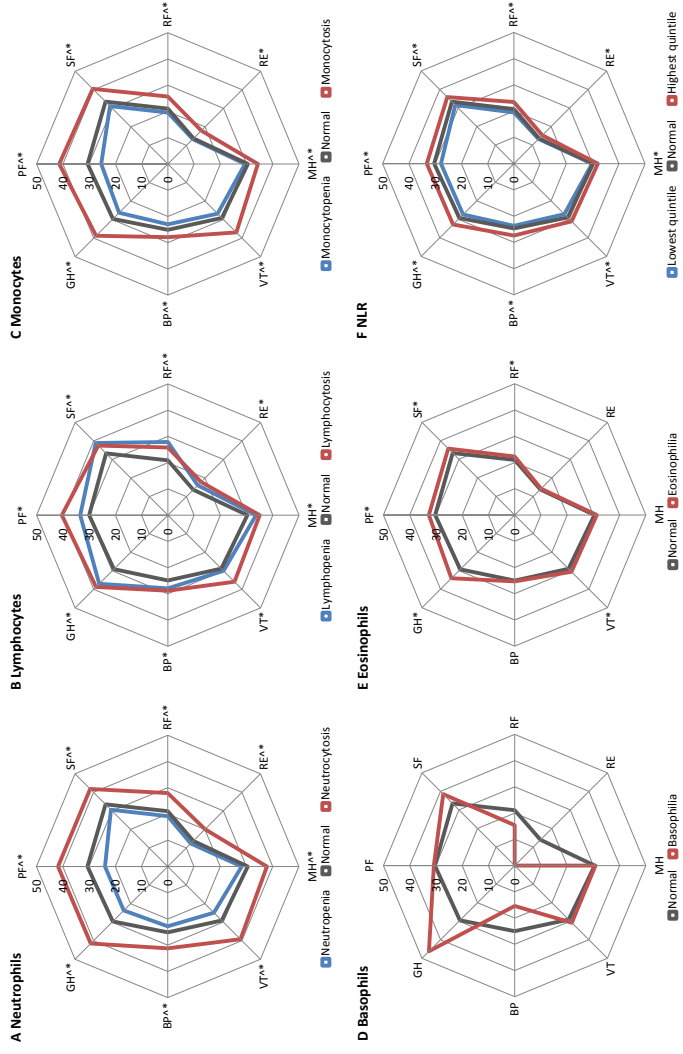 A Neutrophils
PF^*
SF^*
RF^*
RE^*
MH^*
VT^*
BP^*
GH^*
50
40
30
20
10
0
Neutropenia
Normal
Neutrocytosis
B Lymphocytes
PF*
SF^*
RF^*
RE*
MH*
VT*
BP*
GH^*
50
40
30
20
10
0
Lymphopenia
Normal
Lymphocytosis
C Monocytes
PF^*
SF^*
RF^*
RE*
MH^*
VT^*
BP^*
GH^*
50
40
30
20
10
0
Monocytopenia
Normal
Monocytosis
D Basophils
PF
SF
RF
RE
MH
VT
BP
GH
50
40
30
20
10
0
Normal
Basophilia
E Eosinophils
PF*
SF*
RF*
RE
MH
VT*
BP
GH*
50
40
30
20
10
0
Normal
Eosinophilia
F NLR
PF^*
SF^*
RF^*
RE*
MH*
VT^*
BP^*
GH^*
50
40
30
20
10
0
Lowest quintile
Normal
Highest quintile